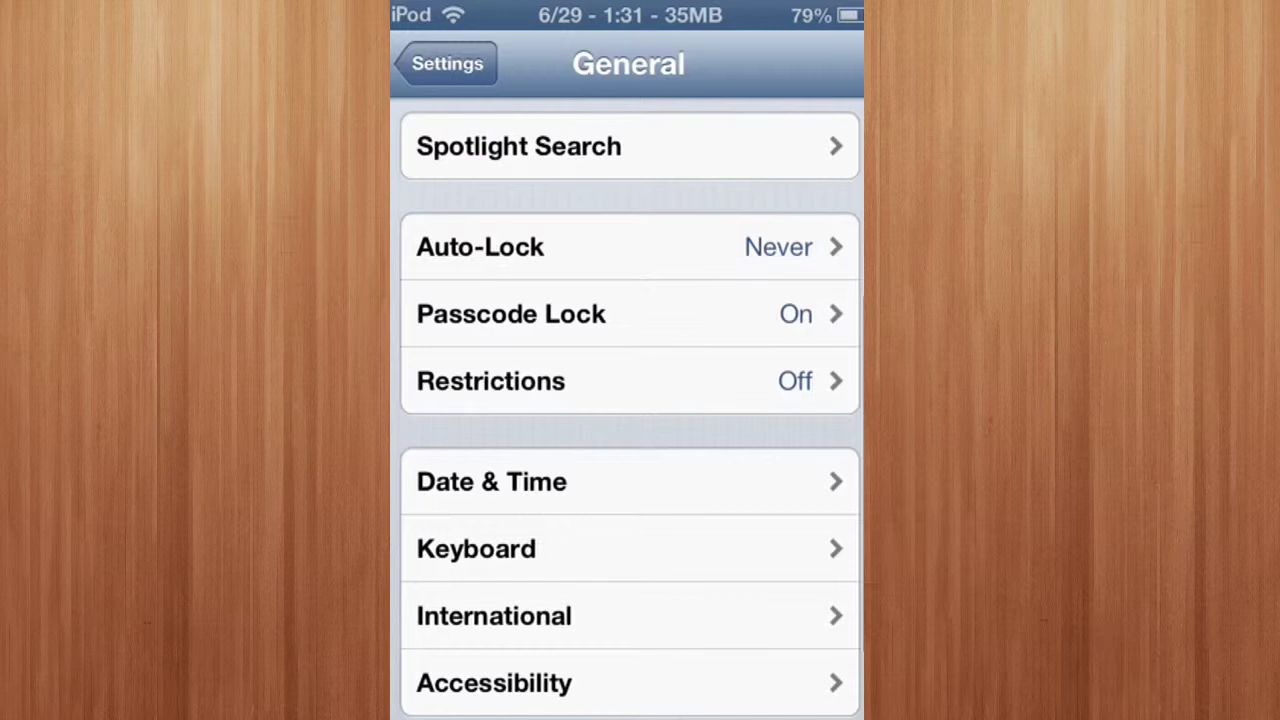 iPod 6/29 - 1:31 - 35MB 79%
Settings General
Spotlight Search
Auto-Lock Never
Passcode Lock On
Restrictions Off
Date & Time
Keyboard
International
Accessibility